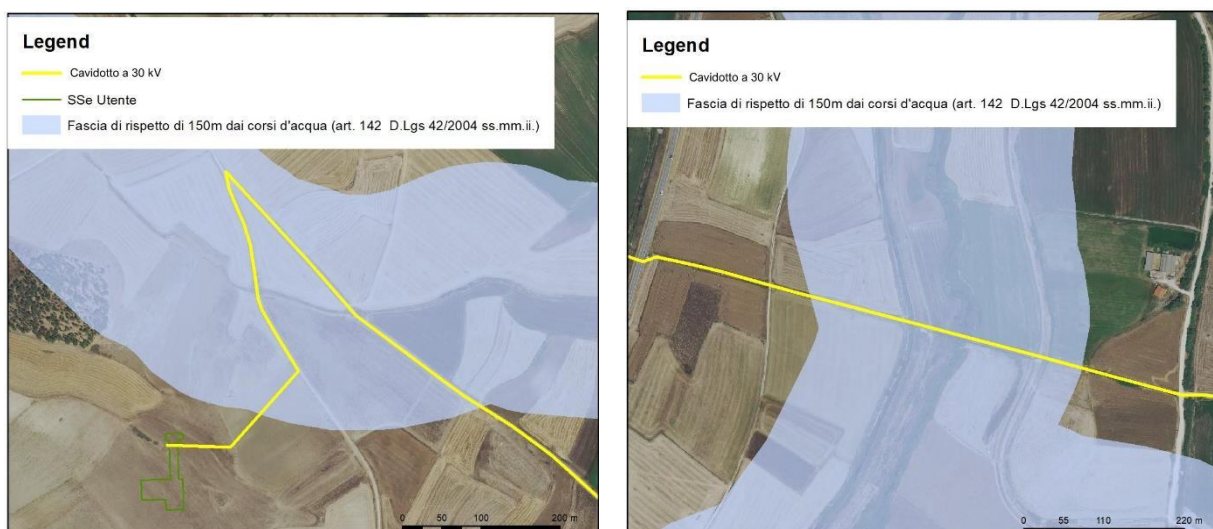 Legend
Cavidotto a 30 kV
SSe Utente
Fascia di rispetto di 150m dai corsi d'acqua (art. 142 D.Lgs 42/2004 ss.mm.ii.)
0 50 100 200 m
Legend
Cavidotto a 30 kV
Fascia di rispetto di 150m dai corsi d'acqua (art. 142 D.Lgs 42/2004 ss.mm.ii.)
0 55 110 220 m